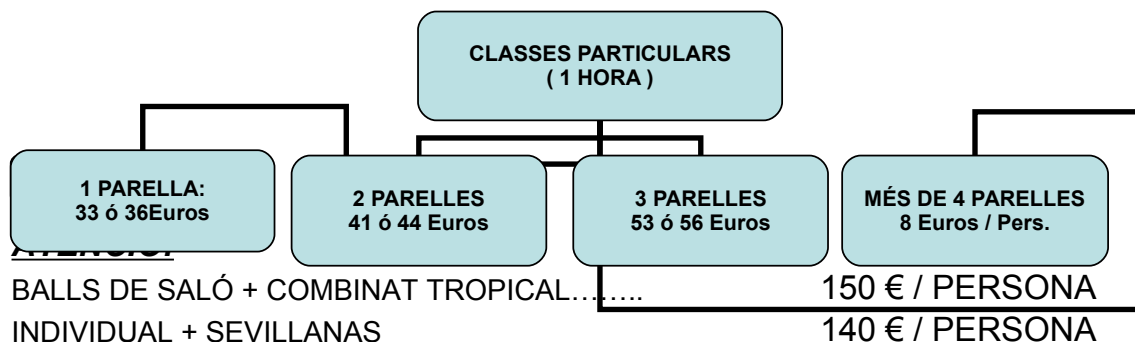 CLASSES PARTICULARS
( 1 HORA )
1 PARELLA:
33 ó 36Euros
2 PARELLES
41 ó 44 Euros
3 PARELLES
53 ó 56 Euros
MÉS DE 4 PARELLES
8 Euros / Pers.
BALLS DE SALÓ + COMBINAT TROPICAL…….. 150 € / PERSONA
INDIVIDUAL + SEVILLANAS 140 € / PERSONA